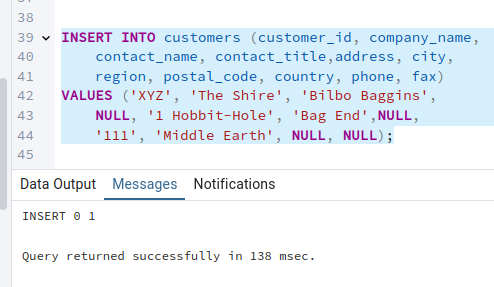 38
39 INSERT INTO customers (customer_id, company_name,
40 contact_name, contact_title,address, city,
41 region, postal_code, country, phone, fax)
42 VALUES ('XYZ', 'The Shire', 'Bilbo Baggins',
43 NULL, '1 Hobbit-Hole', 'Bag End',NULL,
44 '111', 'Middle Earth', NULL, NULL);
45
Data Output Messages Notifications
INSERT 0 1
Query returned successfully in 138 msec.